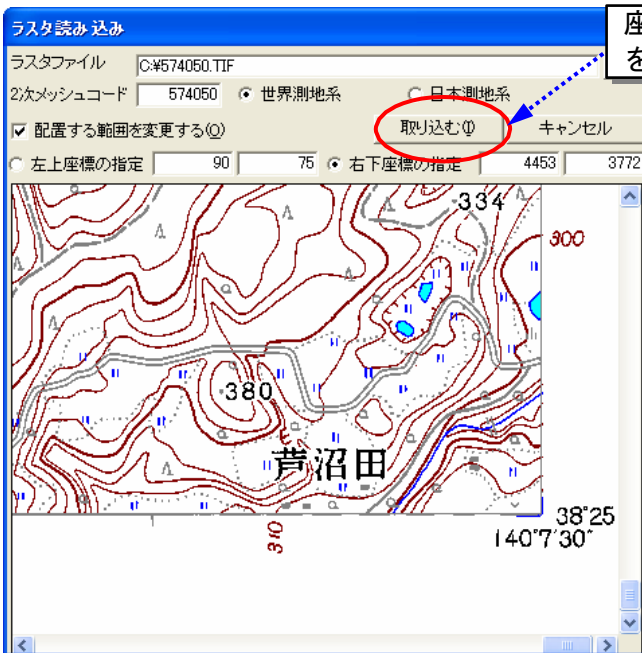 ラスタ読み込み
座
を
ラスタファイル C:¥574050.TIF
2次メッシュコード 574050 世界測地系 日本測地系
配置する範囲を変更する(O) 取り込む(I) キャンセル
左上座標の指定 90 75 右下座標の指定 4453 3772
334
300
380
芦沼田
310
38°25
140°7'30"